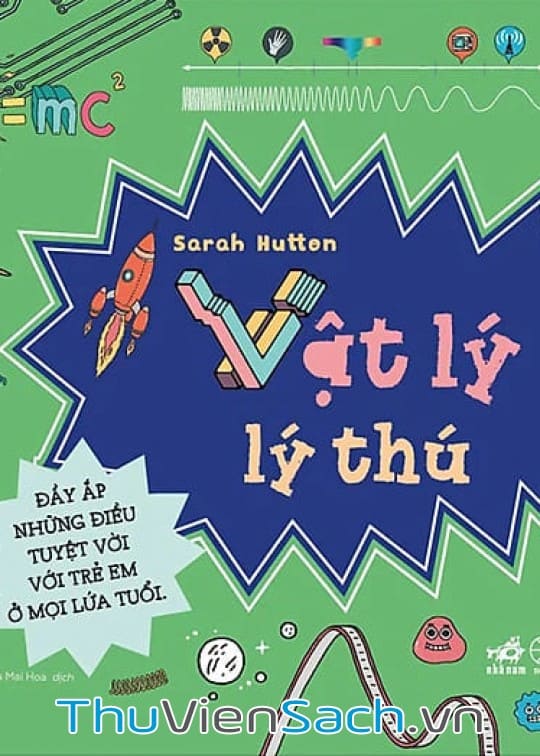 =mc²
Sarah Hutton
Vật lý
lý thú
ĐẦY ẮP
NHỮNG ĐIỀU
TUYỆT VỜI
VỚI TRẺ EM
Ở MỌI LỨA TUỔI.
Mai Hoa dịch
nhã nam
ThuVienSach.vn